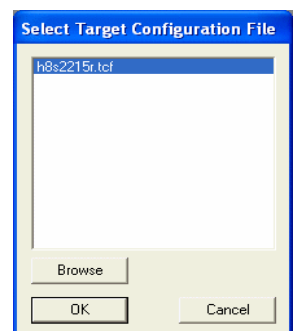 Select Target Configuration File
h8s2215r.tcf
Browse
OK
Cancel